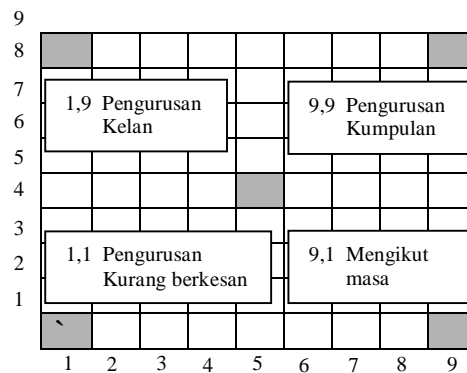 9
8
7
6
5
4
3
2
1
1,9 Pengurusan
Kelan
9,9 Pengurusan
Kumpulan
1,1 Pengurusan
Kurang berkesan
9,1 Mengikut
masa
`
1 2 3 4 5 6 7 8 9